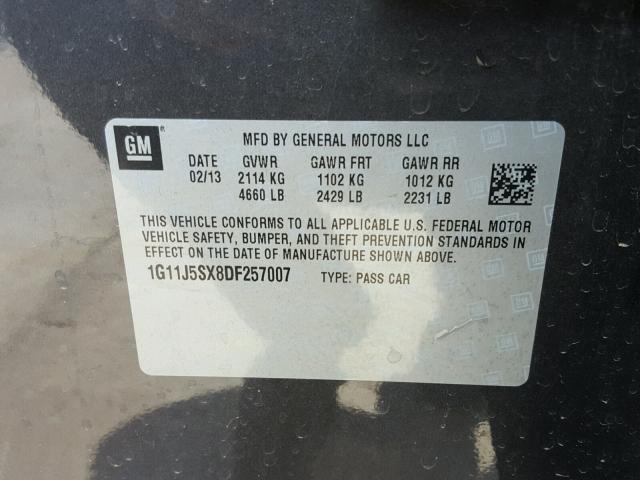 GM ®
MFD BY GENERAL MOTORS LLC
DATE GVWR GAWR FRT GAWR RR
02/13 2114 KG 1102 KG 1012 KG
4660 LB 2429 LB 2231 LB
THIS VEHICLE CONFORMS TO ALL APPLICABLE U.S. FEDERAL MOTOR
VEHICLE SAFETY, BUMPER, AND THEFT PREVENTION STANDARDS IN
EFFECT ON THE DATE OF MANUFACTURE SHOWN ABOVE.
1G11J5SX8DF257007 TYPE: PASS CAR